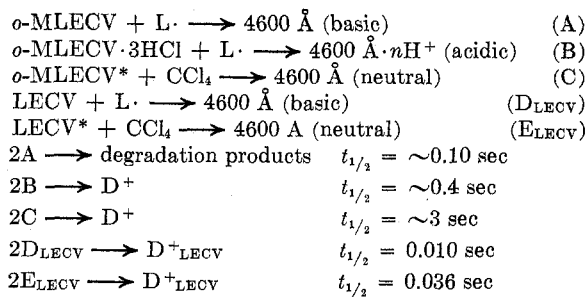 o-MLECV + L· ⟶ 4600 Å (basic) (A)
o-MLECV·3HCl + L· ⟶ 4600 Å·nH⁺ (acidic) (B)
o-MLECV* + CCl₄ ⟶ 4600 Å (neutral) (C)
LECV + L· ⟶ 4600 Å (basic) (D_LECV)
LECV* + CCl₄ ⟶ 4600 A (neutral) (E_LECV)
2A ⟶ degradation products t₁/₂ = ∼0.10 sec
2B ⟶ D⁺ t₁/₂ = ∼0.4 sec
2C ⟶ D⁺ t₁/₂ = ∼3 sec
2D_LECV ⟶ D⁺_LECV t₁/₂ = 0.010 sec
2E_LECV ⟶ D⁺_LECV t₁/₂ = 0.036 sec